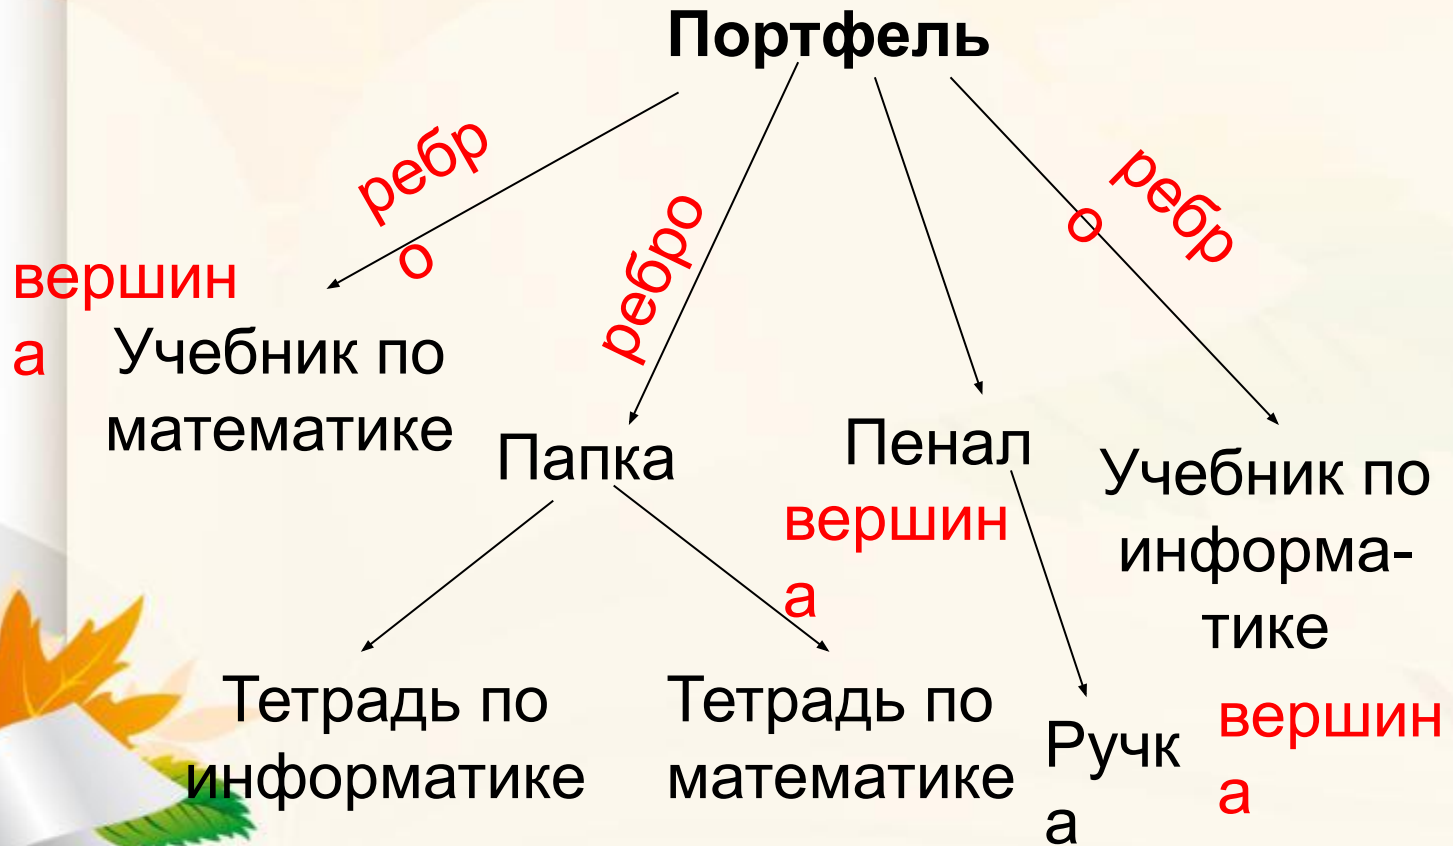 Портфель
ребр
о
ребро
ребр
о
вершин
а
Учебник по
математике
Папка
Пенал
вершин
а
Учебник по
информа-
тике
вершин
а
Тетрадь по
информатике
Тетрадь по
математике
Ручк
а